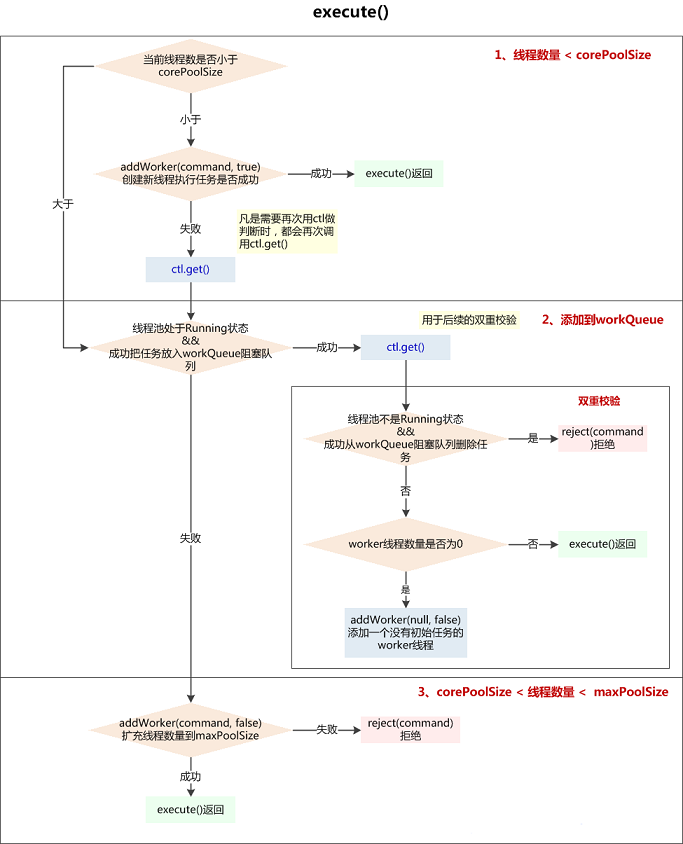 execute()
1、线程数量 < corePoolSize
当前线程数是否小于
corePoolSize
小于
大于
addWorker(command, true)
创建新线程执行任务是否成功
成功
execute()返回
失败
凡是需要再次用ctl做
判断时，都会再次调
用ctl.get()
ctl.get()
2、添加到workQueue
用于后续的双重校验
线程池处于Running状态
&&
成功把任务放入workQueue阻塞队
列
成功
ctl.get()
双重校验
线程池不是Running状态
&&
成功从workQueue阻塞队列删除任
务
是
reject(command
)拒绝
否
worker线程数量是否为0
否
execute()返回
是
addWorker(null, false)
添加一个没有初始任务的
worker线程
失败
3、corePoolSize < 线程数量 < maxPoolSize
addWorker(command, false)
扩充线程数量到maxPoolSize
失败
reject(command)
拒绝
成功
execute()返回